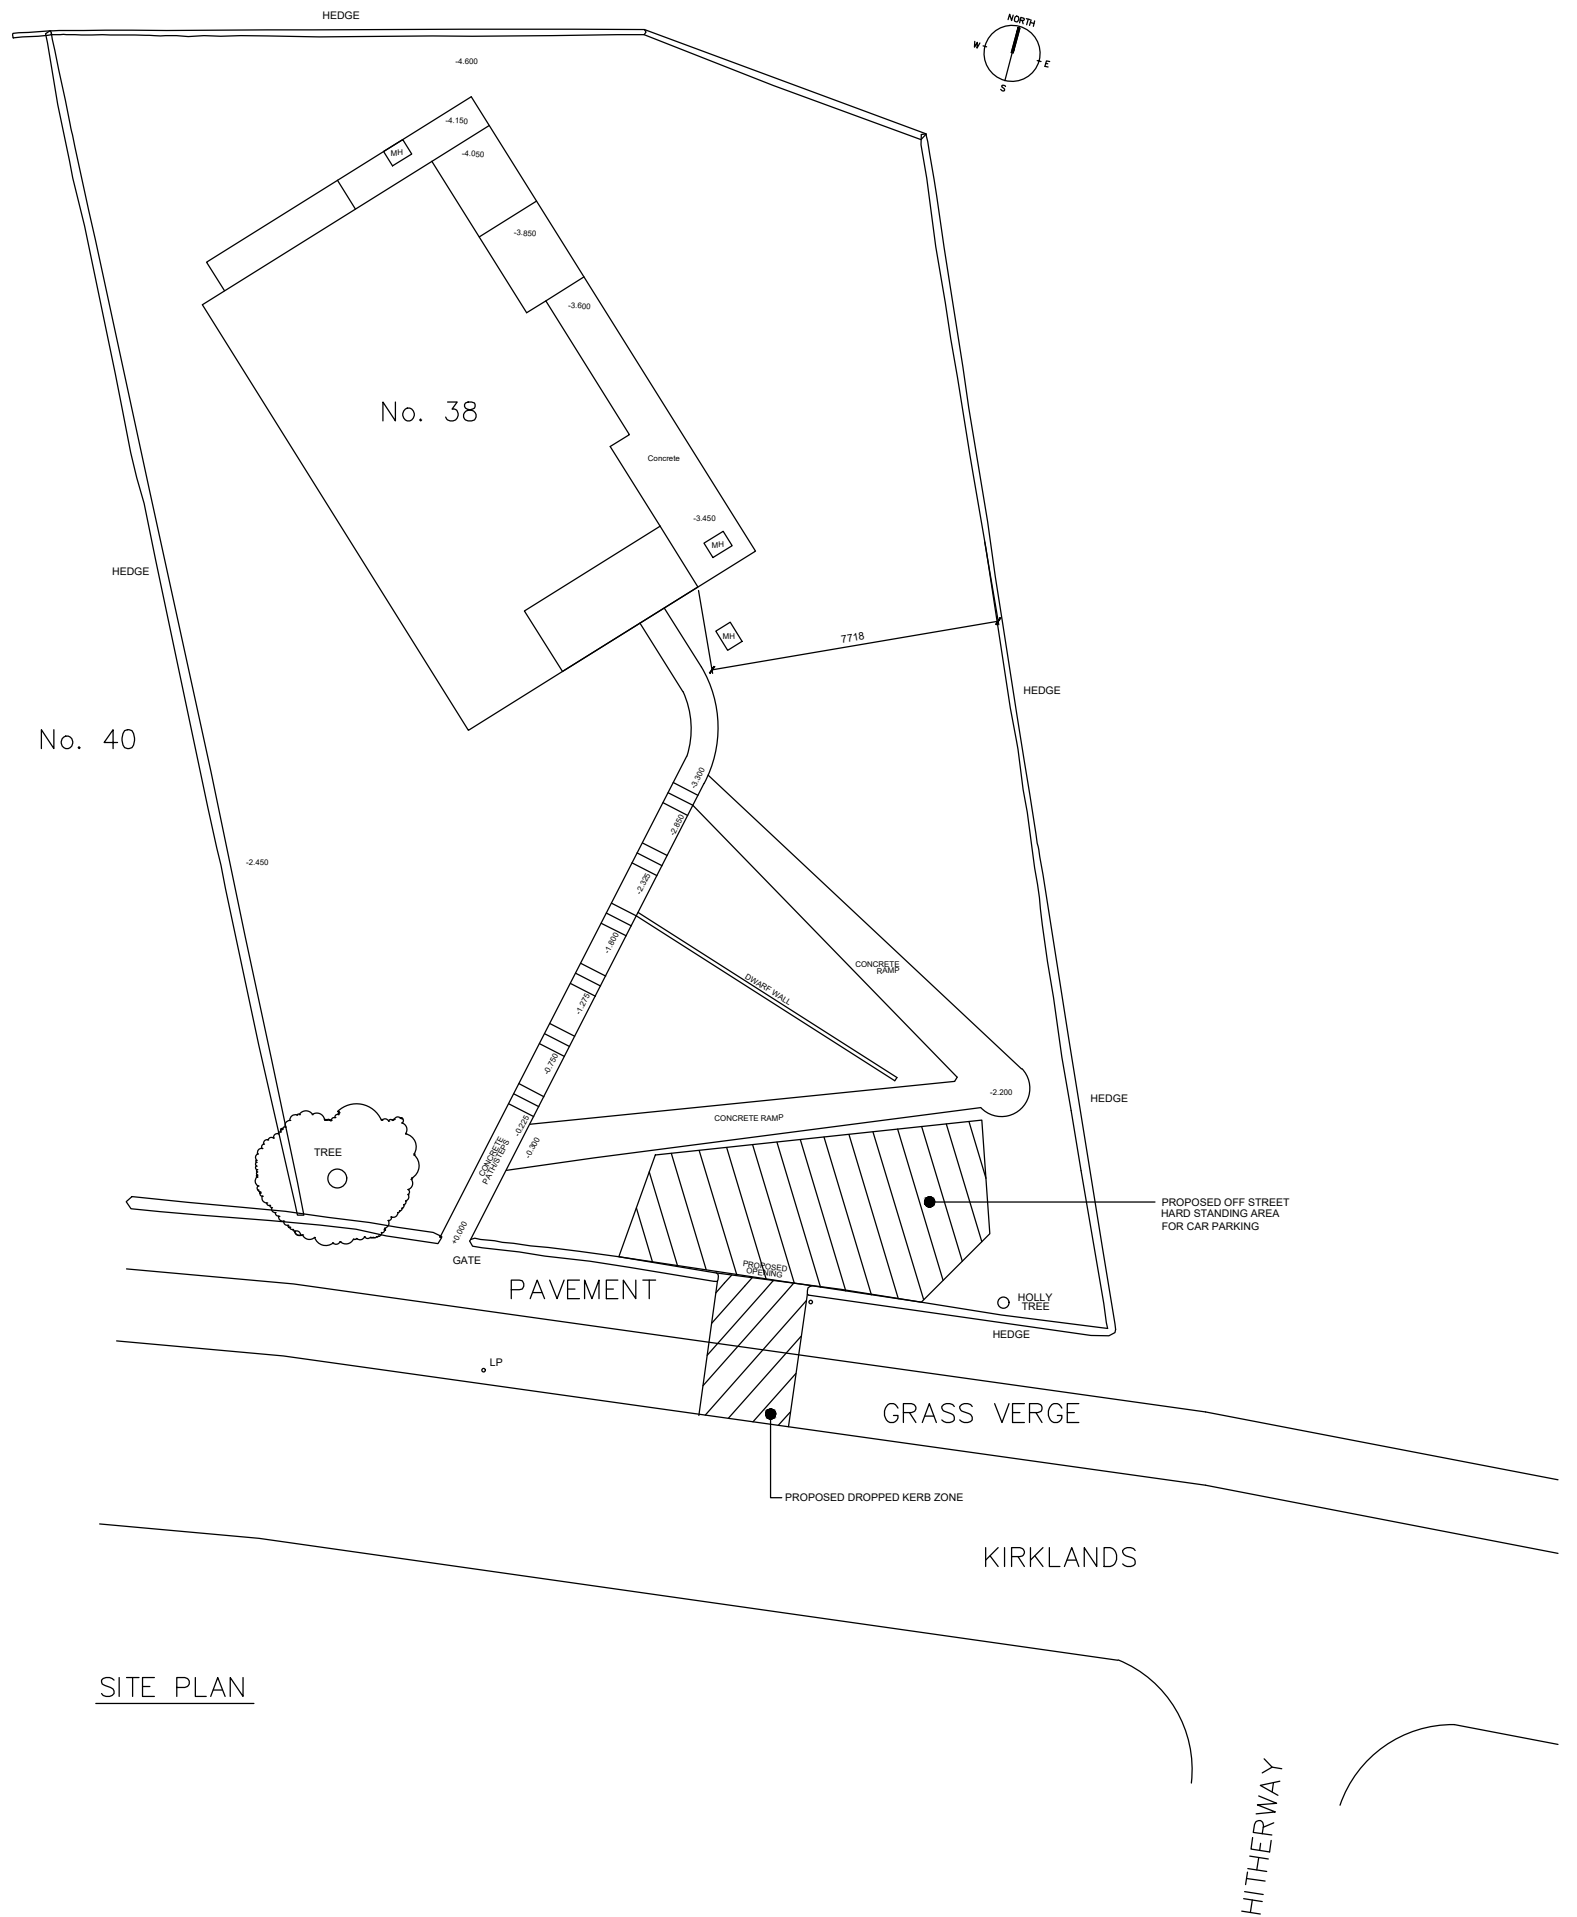 HEDGE
NORTH
W
E
S
-4.600
-4.150
MH
-4.050
-3.850
-3.600
No. 38
Concrete
-3.450
MH
HEDGE
MH
7718
HEDGE
No. 40
-3.300
-2.850
-2.450
-2.325
-1.800
CONCRETE
RAMP
DWARF WALL
-1.275
-0.750
-2.200
HEDGE
CONCRETE RAMP
-0.225
-0.300
TREE
CONCRETE
PATH/STEPS
PROPOSED OFF STREET
HARD STANDING AREA
FOR CAR PARKING
+0.000
GATE
PROPOSED
OPENING
PAVEMENT
HOLLY
TREE
HEDGE
LP
GRASS VERGE
PROPOSED DROPPED KERB ZONE
KIRKLANDS
SITE PLAN
HITHERWAY